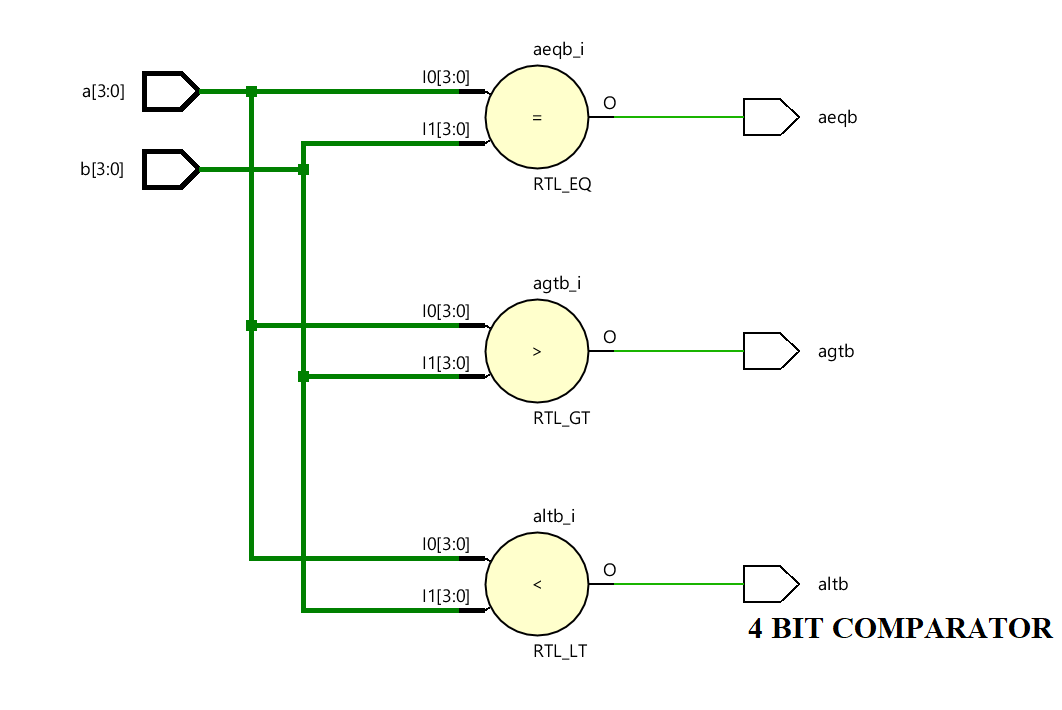 aeqb_i
I0[3:0]
a[3:0]
O
I1[3:0]
=
aeqb
b[3:0]
RTL_EQ
agtb_i
I0[3:0]
O
I1[3:0]
>
agtb
RTL_GT
altb_i
I0[3:0]
O
I1[3:0]
<
altb
4 BIT COMPARATOR
RTL_LT